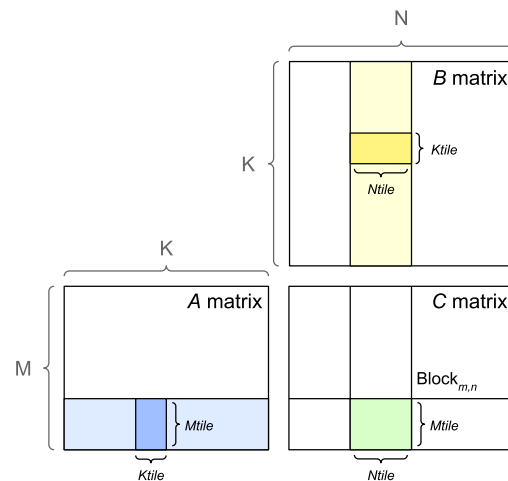 N
B matrix
K
Ktile
Ntile
K
A matrix
C matrix
M
Block m,n
Mtile
Mtile
Ktile
Ntile